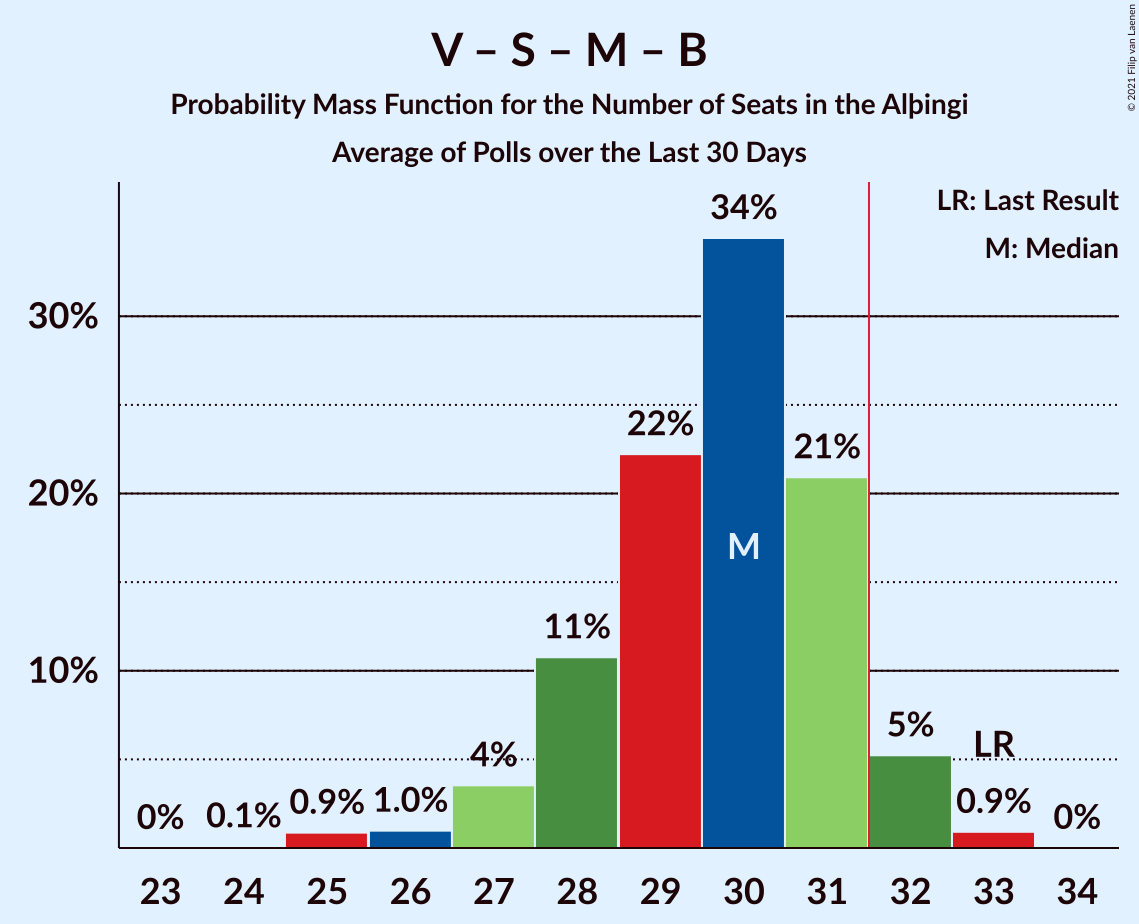 V – S – M – B
Probability Mass Function for the Number of Seats in the Alþingi
Average of Polls over the Last 30 Days
© 2021 Filip van Laenen
LR: Last Result
M: Median
34%
30%
22%
21%
20%
M
11%
10%
5%
LR
4%
0%
0.1%
0.9%
1.0%
0.9%
0%
23 24 25 26 27 28 29 30 31 32 33 34